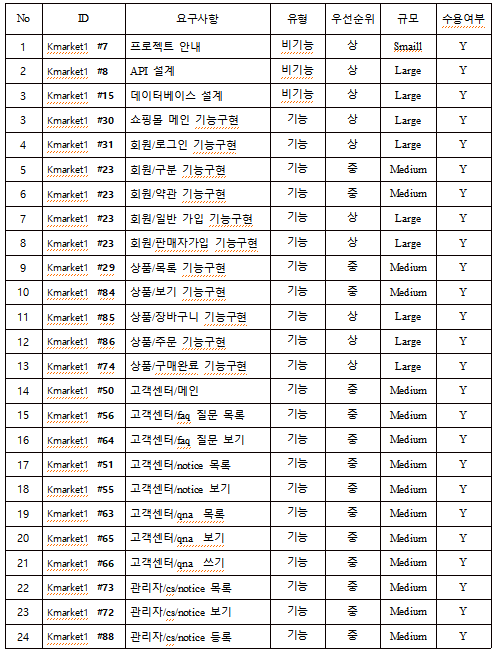 No ID 요구사항 유형 우선순위 규모 수용여부
1 Kmarket1 #7 프로젝트 안내 비기능 상 Smaill Y
2 Kmarket1 #8 API 설계 비기능 상 Large Y
3 Kmarket1 #15 데이터베이스 설계 비기능 상 Large Y
3 Kmarket1 #30 쇼핑몰 메인 기능구현 기능 상 Large Y
4 Kmarket1 #31 회원/로그인 기능구현 기능 상 Large Y
5 Kmarket1 #23 회원/구분 기능구현 기능 중 Medium Y
6 Kmarket1 #23 회원/약관 기능구현 기능 중 Medium Y
7 Kmarket1 #23 회원/일반 가입 기능구현 기능 상 Large Y
8 Kmarket1 #23 회원/판매자가입 기능구현 기능 상 Large Y
9 Kmarket1 #29 상품/목록 기능구현 기능 중 Medium Y
10 Kmarket1 #84 상품/보기 기능구현 기능 중 Medium Y
11 Kmarket1 #85 상품/장바구니 기능구현 기능 상 Large Y
12 Kmarket1 #86 상품/주문 기능구현 기능 상 Large Y
13 Kmarket1 #74 상품/구매완료 기능구현 기능 상 Large Y
14 Kmarket1 #50 고객센터/메인 기능 중 Medium Y
15 Kmarket1 #56 고객센터/faq 질문 목록 기능 중 Medium Y
16 Kmarket1 #64 고객센터/faq 질문 보기 기능 중 Medium Y
17 Kmarket1 #51 고객센터/notice 목록 기능 중 Medium Y
18 Kmarket1 #55 고객센터/notice 보기 기능 중 Medium Y
19 Kmarket1 #63 고객센터/qna 목록 기능 중 Medium Y
20 Kmarket1 #65 고객센터/qna 보기 기능 중 Medium Y
21 Kmarket1 #66 고객센터/qna 쓰기 기능 중 Medium Y
22 Kmarket1 #73 관리자/cs/notice 목록 기능 중 Medium Y
23 Kmarket1 #72 관리자/cs/notice 보기 기능 중 Medium Y
24 Kmarket1 #88 관리자/cs/notice 등록 기능 중 Medium Y